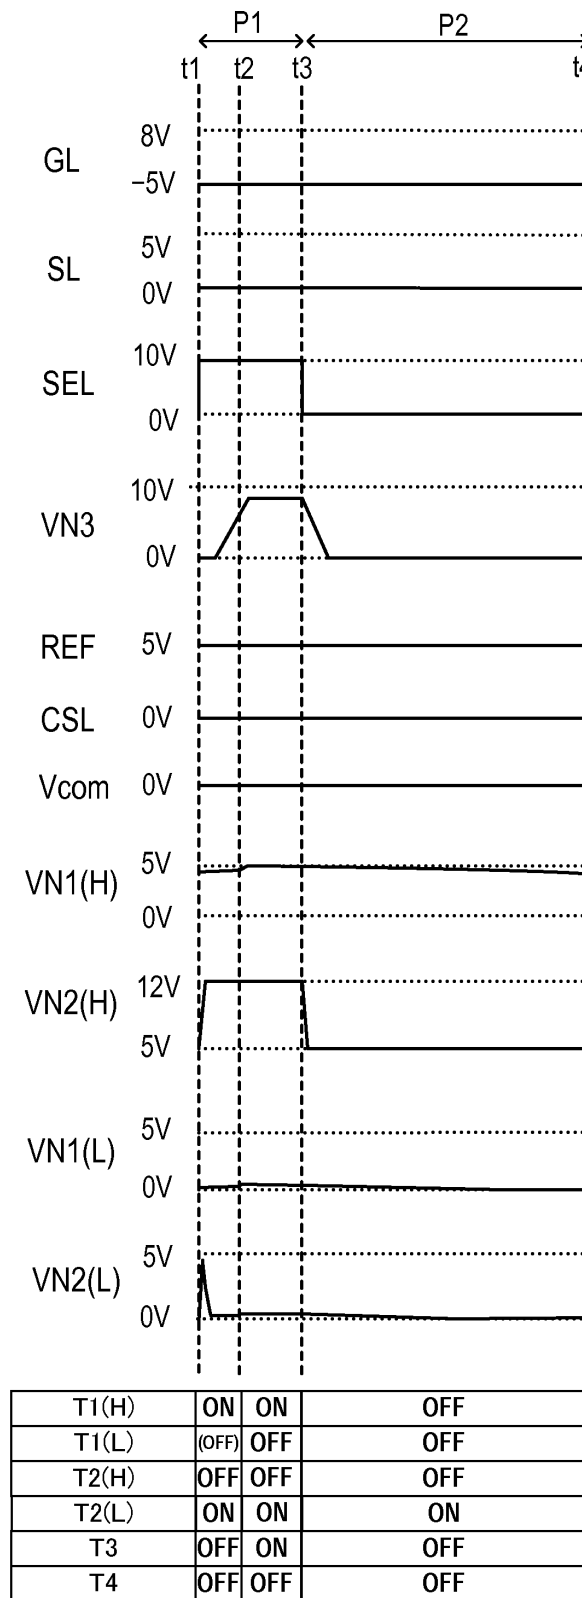 P1 P2
t1 t2 t3 t4
8V
GL
−5V
5V
SL
0V
10V
SEL
0V
10V
VN3
0V
REF 5V
CSL 0V
Vcom 0V
5V
VN1(H)
0V
12V
VN2(H)
5V
5V
VN1(L)
0V
5V
VN2(L)
0V
T1(H) ON ON OFF
T1(L) (OFF) OFF OFF
T2(H) OFF OFF OFF
T2(L) ON ON ON
T3 OFF ON OFF
T4 OFF OFF OFF